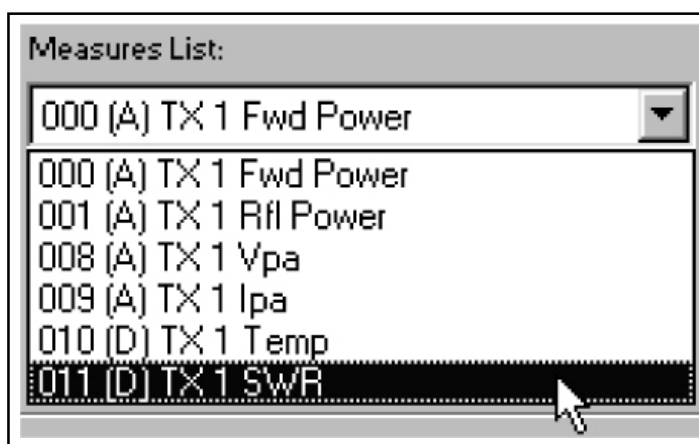 Measures List:
000 (A) TX 1 Fwd Power
000 (A) TX 1 Fwd Power
001 (A) TX 1 Rfl Power
008 (A) TX 1 Vpa
009 (A) TX 1 Ipa
010 (D) TX 1 Temp
011 (D) TX 1 SWR